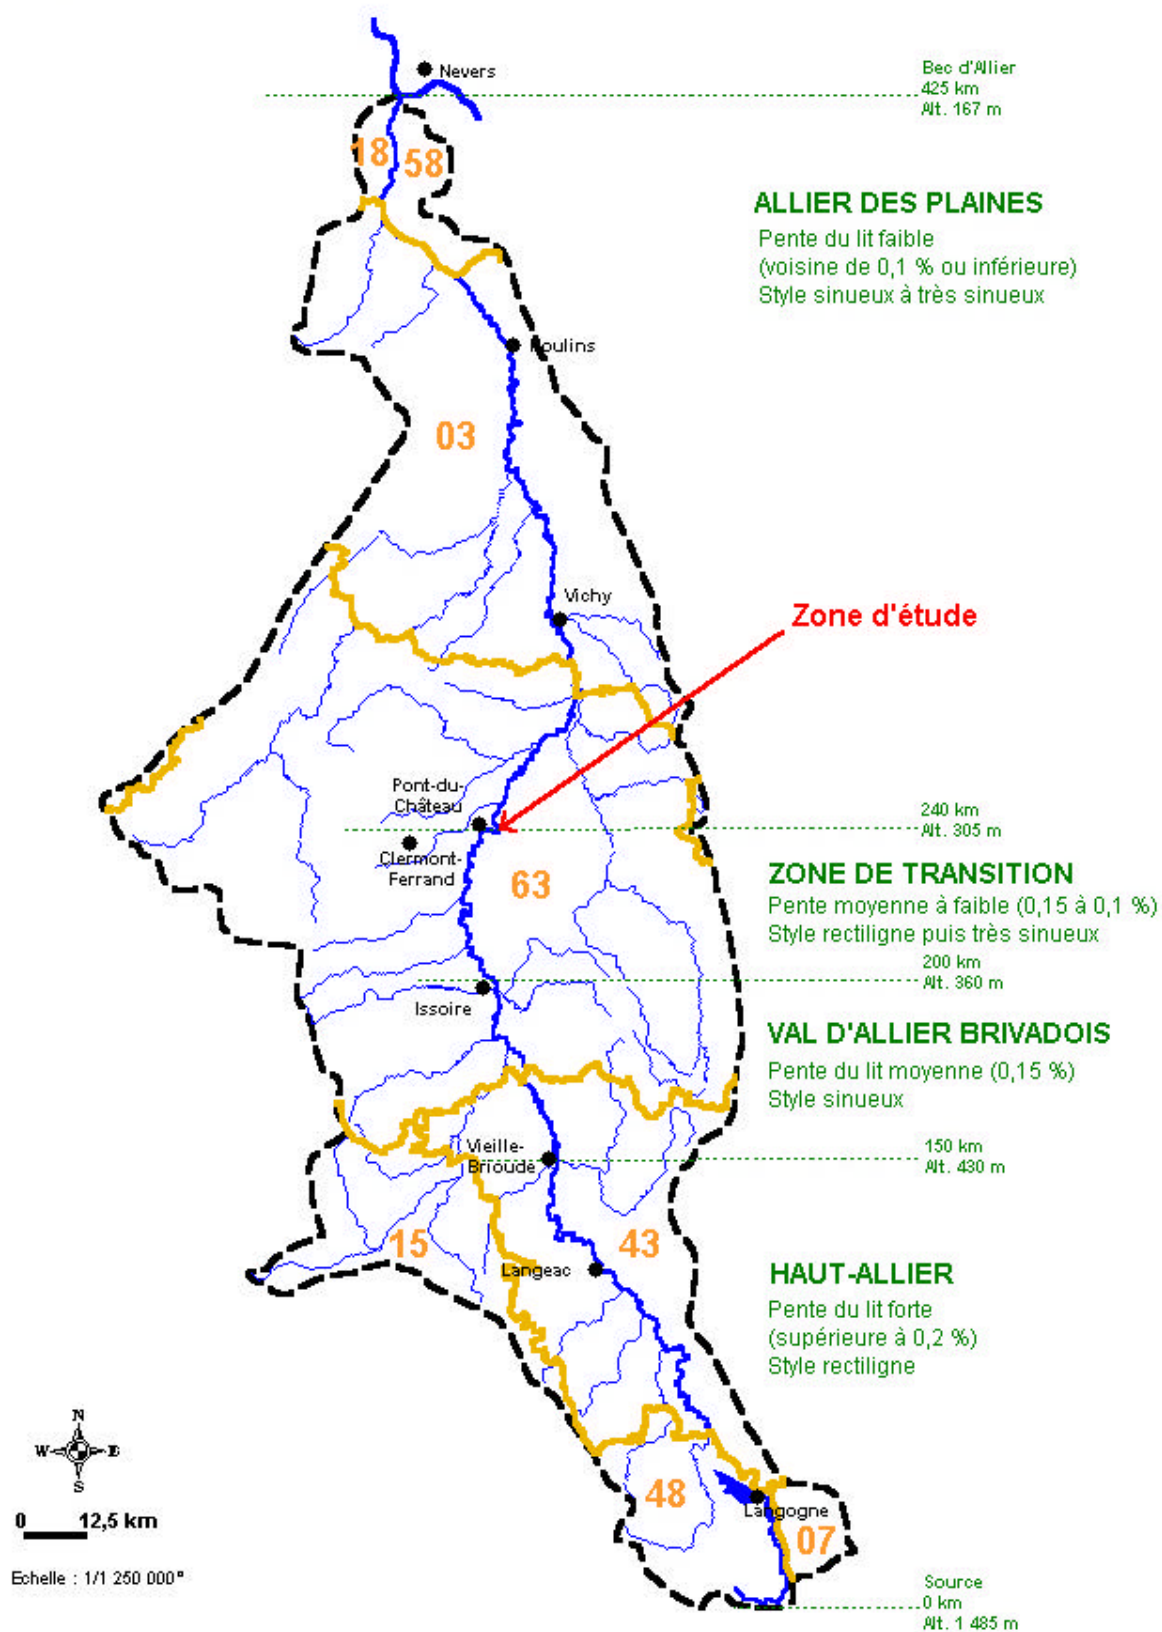 Nevers
Bec d'Allier
425 km
Alt. 167 m
18
58
ALLIER DES PLAINES
Pente du lit faible
(voisine de 0,1 % ou inférieure)
Style sinueux à très sinueux
Moulins
03
Vichy
Zone d'étude
Pont-du-
Château
240 km
Alt. 305 m
Clermont-
Ferrand
63
ZONE DE TRANSITION
Pente moyenne à faible (0,15 à 0,1 %)
Style rectiligne puis très sinueux
200 km
Alt. 360 m
Issoire
VAL D'ALLIER BRIVADOIS
Pente du lit moyenne (0,15 %)
Style sinueux
Vieille-
Brioude
150 km
Alt. 430 m
15
43
Langeac
HAUT-ALLIER
Pente du lit forte
(supérieure à 0,2 %)
Style rectiligne
N
W
E
S
48
Langogne
07
0 12,5 km
Echelle : 1/1 250 000°
Source
0 km
Alt. 1 485 m